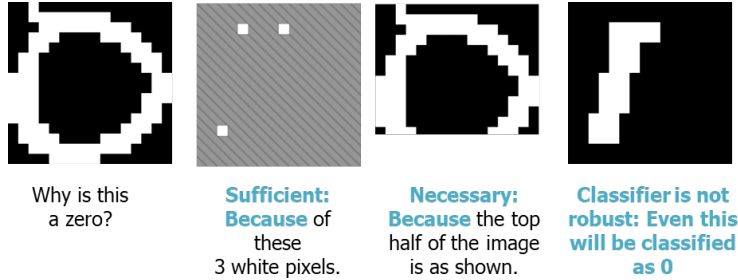 Why is this
a zero?
Sufficient:
Because of
these
3 white pixels.
Necessary:
Because the top
half of the image
is as shown.
Classifier is not
robust: Even this
will be classified
as 0